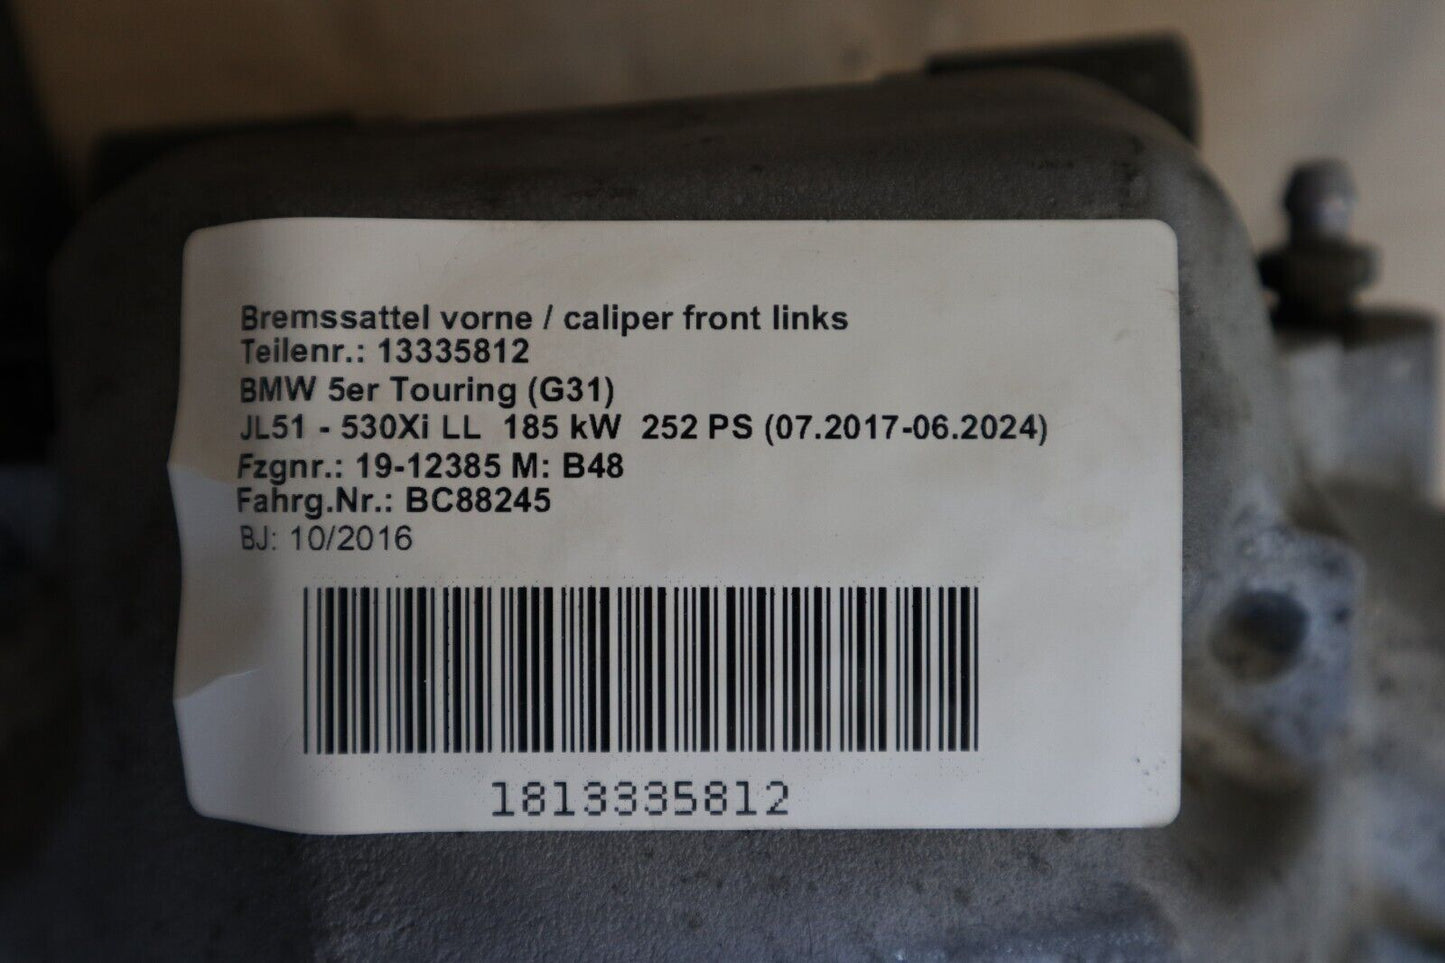 Bremssattel vorne / caliper front links
Teilenr.: 13335812
BMW 5er Touring (G31)
JL51 - 530Xi LL 185 kW 252 PS (07.2017-06.2024)
Fzgnr.: 19-12385 M: B48
Fahrg.Nr.: BC88245
BJ: 10/2016
1813335812